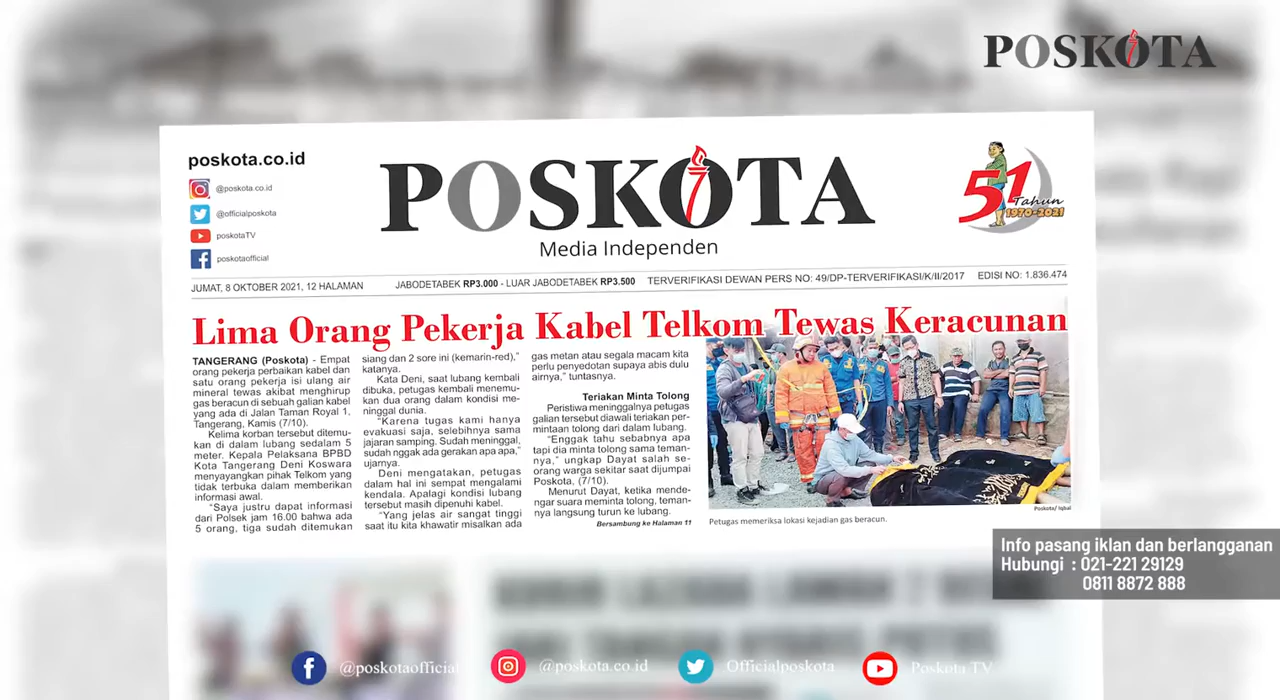 POSKOTA
poskota.co.id
@poskota.co.id
@officialposkota
poskotaTV
poskotaofficial
POSKOTA
Media Independen
51
Tahun
1970-2021
JUMAT, 8 OKTOBER 2021, 12 HALAMAN
JABODETABEK RP3.000 - LUAR JABODETABEK RP3.500
TERVERIFIKASI DEWAN PERS NO: 49/DP-TERVERIFIKASI/K/II/2017
EDISI NO: 1.836.474
Lima Orang Pekerja Kabel Telkom Tewas Keracunan
TANGERANG (Poskota) - Empat
orang pekerja perbaikan kabel dan
satu orang pekerja isi ulang air
mineral tewas akibat menghirup
gas beracun di sebuah galian kabel
yang ada di Jalan Taman Royal 1,
Tangerang, Kamis (7/10).
Kelima korban tersebut ditemu-
kan di dalam lubang sedalam 5
meter. Kepala Pelaksana BPBD
Kota Tangerang Deni Koswara
menyayangkan pihak Telkom yang
tidak terbuka dalam memberikan
informasi awal.
"Saya justru dapat informasi
dari Polsek jam 16.00 bahwa ada
5 orang, tiga sudah ditemukan
siang dan 2 sore ini (kemarin-red),"
katanya.
Kata Deni, saat lubang kembali
dibuka, petugas kembali menemu-
kan dua orang dalam kondisi me-
ninggal dunia.
"Karena tugas kami hanya
evakuasi saja, selebihnya sama
jajaran samping. Sudah meninggal,
sudah nggak ada gerakan apa apa,"
ujarnya.
Deni mengatakan, petugas
dalam hal ini sempat mengalami
kendala. Apalagi kondisi lubang
tersebut masih dipenuhi kabel.
"Yang jelas air sangat tinggi
saat itu kita khawatir misalkan ada
gas metan atau segala macam kita
perlu penyedotan supaya abis dulu
airnya," tuntasnya.
Teriakan Minta Tolong
Peristiwa meninggalnya petugas
galian tersebut diawali teriakan per-
mintaan tolong dari dalam lubang.
"Enggak tahu sebabnya apa
tapi dia minta tolong sama teman-
nya," ungkap Dayat salah se-
orang warga sekitar saat dijumpai
Poskota, (7/10).
Menurut Dayat, ketika mende-
ngar suara meminta tolong, teman-
nya langsung turun ke lubang.
Bersambung ke Halaman 11
Poskota/ Iqbal
Petugas memeriksa lokasi kejadian gas beracun.
Info pasang iklan dan berlangganan
Hubungi : 021-221 29129
0811 8872 888
@poskotaofficial
@poskota.co.id
Officialposkota
Poskota TV